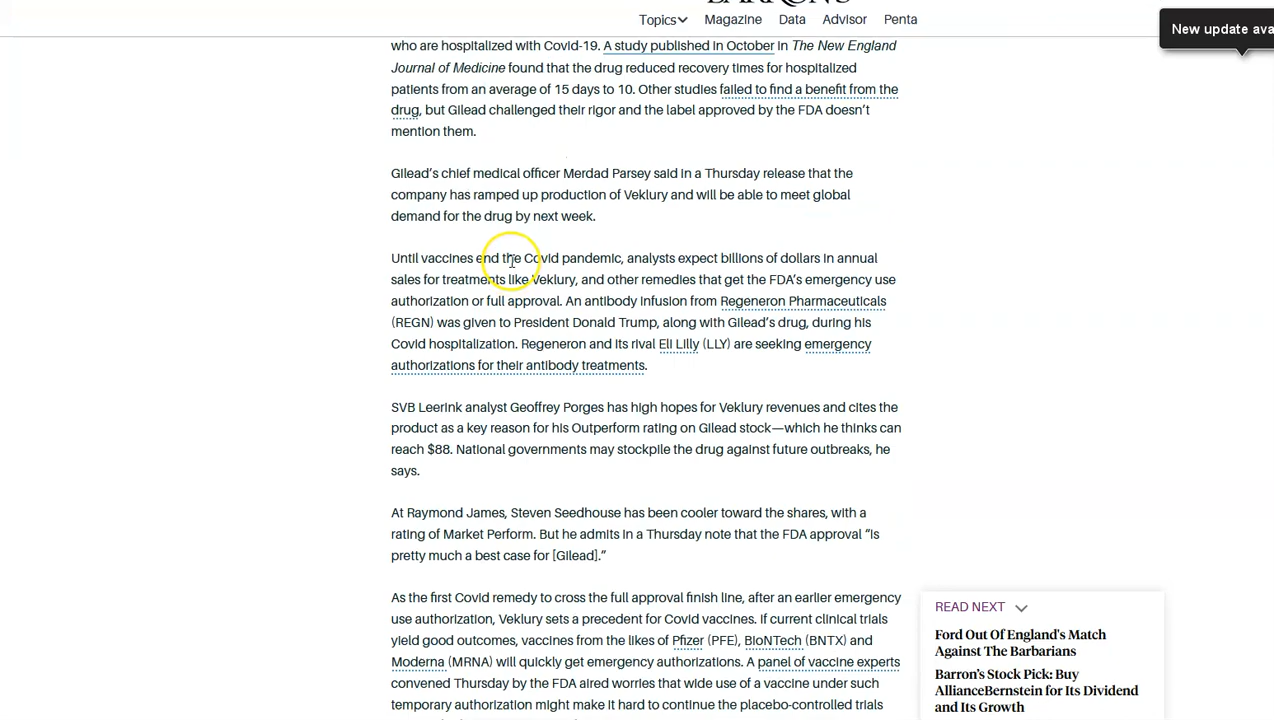 BARRON'S
Topics Magazine Data Advisor Penta
New update ava
who are hospitalized with Covid-19. A study published in October in The New England
Journal of Medicine found that the drug reduced recovery times for hospitalized
patients from an average of 15 days to 10. Other studies failed to find a benefit from the
drug, but Gilead challenged their rigor and the label approved by the FDA doesn't
mention them.
Gilead's chief medical officer Merdad Parsey said in a Thursday release that the
company has ramped up production of Veklury and will be able to meet global
demand for the drug by next week.
Until vaccines end the Covid pandemic, analysts expect billions of dollars in annual
sales for treatments like Veklury, and other remedies that get the FDA's emergency use
authorization or full approval. An antibody infusion from Regeneron Pharmaceuticals
(REGN) was given to President Donald Trump, along with Gilead's drug, during his
Covid hospitalization. Regeneron and its rival Eli Lilly (LLY) are seeking emergency
authorizations for their antibody treatments.
SVB Leerink analyst Geoffrey Porges has high hopes for Veklury revenues and cites the
product as a key reason for his Outperform rating on Gilead stock—which he thinks can
reach $88. National governments may stockpile the drug against future outbreaks, he
says.
At Raymond James, Steven Seedhouse has been cooler toward the shares, with a
rating of Market Perform. But he admits in a Thursday note that the FDA approval “is
pretty much a best case for [Gilead].”
As the first Covid remedy to cross the full approval finish line, after an earlier emergency
use authorization, Veklury sets a precedent for Covid vaccines. If current clinical trials
yield good outcomes, vaccines from the likes of Pfizer (PFE), BioNTech (BNTX) and
Moderna (MRNA) will quickly get emergency authorizations. A panel of vaccine experts
convened Thursday by the FDA aired worries that wide use of a vaccine under such
temporary authorization might make it hard to continue the placebo-controlled trials
READ NEXT
Ford Out Of England's Match
Against The Barbarians
Barron's Stock Pick: Buy
AllianceBernstein for Its Dividend
and Its Growth